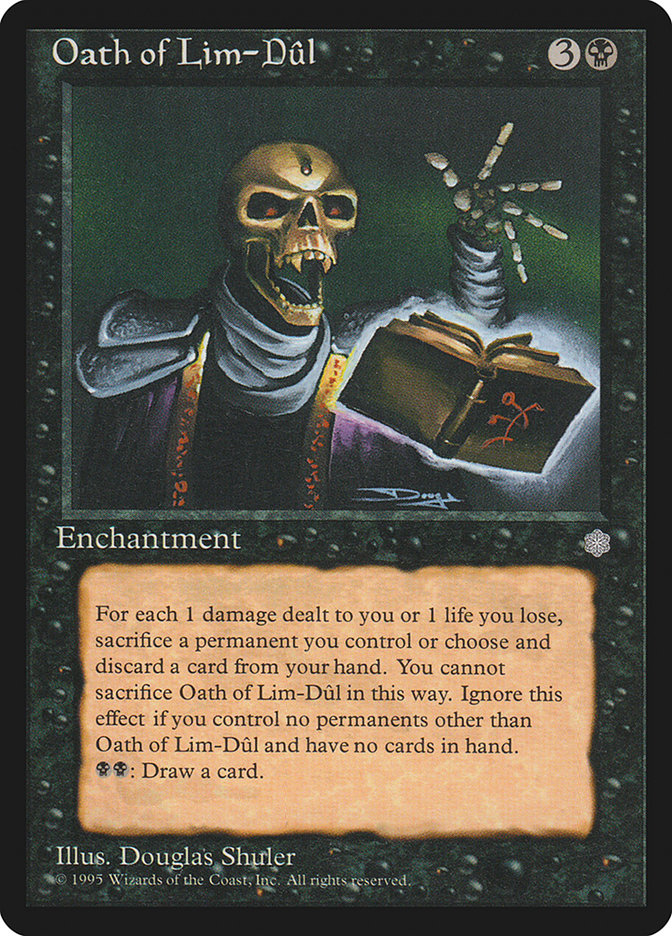 Oath of Lim-Dûl
3
Dougs
Enchantment
For each 1 damage dealt to you or 1 life you lose,
sacrifice a permanent you control or choose and
discard a card from your hand. You cannot
sacrifice Oath of Lim-Dûl in this way. Ignore this
effect if you control no permanents other than
Oath of Lim-Dûl and have no cards in hand.
: Draw a card.
Illus. Douglas Shuler
© 1995 Wizards of the Coast, Inc. All rights reserved.